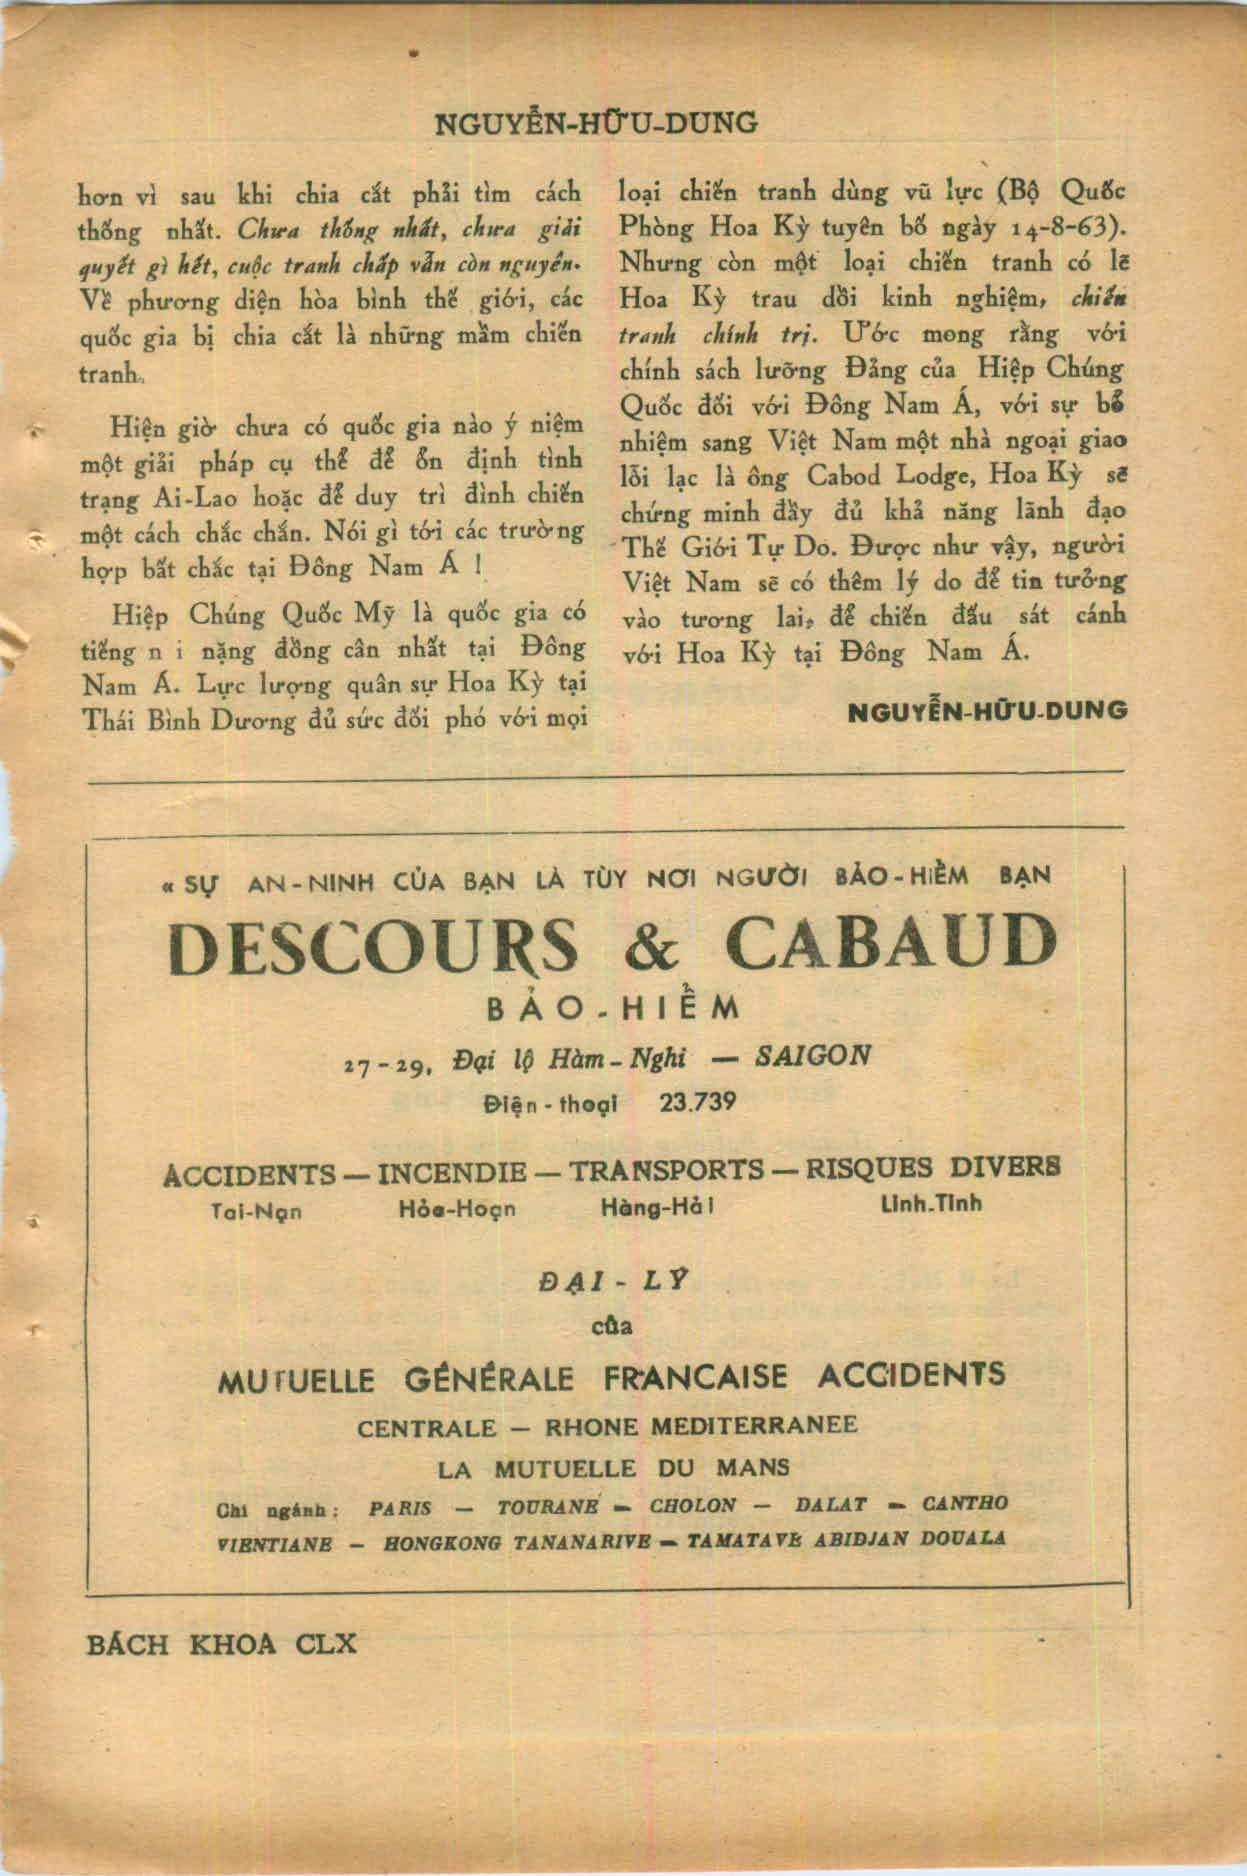 NGUYỄN-HỮU-DUNG
hơn vì sau khi chia cắt phải tìm cách
thống nhất. Chưa thống nhất, chưa giải
quyết gì hết, cuộc tranh chấp vẫn còn nguyên.
Về phương diện hòa bình thế giới, các
quốc gia bị chia cắt là những mầm chiến
tranh.
Hiện giờ chưa có quốc gia nào ý niệm
một giải pháp cụ thể để ổn định tình
trạng Ai-Lao hoặc để duy trì đình chiến
một cách chắc chắn. Nói gì tới các trường
hợp bất chắc tại Đông Nam Á !
Hiệp Chúng Quốc Mỹ là quốc gia có
tiếng n i nặng đồng cân nhất tại Đông
Nam Á. Lực lượng quân sự Hoa Kỳ tại
Thái Bình Dương đủ sức đối phó với mọi
loại chiến tranh dùng vũ lực (Bộ Quốc
Phòng Hoa Kỳ tuyên bố ngày 14-8-63).
Nhưng còn một loại chiến tranh có lẽ
Hoa Kỳ trau dồi kinh nghiệm, chiến
tranh chính trị. Ước mong rằng với
chính sách lưỡng Đảng của Hiệp Chúng
Quốc đối với Đông Nam Á, với sự bổ
nhiệm sang Việt Nam một nhà ngoại giao
lỗi lạc là ông Cabod Lodge, Hoa Kỳ sẽ
chứng minh đầy đủ khả năng lãnh đạo
Thế Giới Tự Do. Được như vậy, người
Việt Nam sẽ có thêm lý do để tin tưởng
vào tương lai, để chiến đấu sát cánh
với Hoa Kỳ tại Đông Nam Á.
NGUYỄN-HỮU-DUNG
« SỰ AN-NINH CỦA BẠN LÀ TÙY NƠI NGƯỜI BẢO-HIỂM BẠN
DESCOURS & CABAUD
BẢO-HIỂM
27-29, Đại lộ Hàm-Nghi — SAIGON
Điện-thoại 23.739
ACCIDENTS — INCENDIE — TRANSPORTS — RISQUES DIVERS
Tai-Nạn Hỏa-Hoạn Hàng-Hải Linh-Tinh
ĐẠI-LÝ
của
MUTUELLE GÉNÉRALE FRANCAISE ACCIDENTS
CENTRALE — RHONE MEDITERRANEE
LA MUTUELLE DU MANS
Chi ngánh : PARIS — TOURANE — CHOLON — DALAT — CANTHO
VIENTIANE — HONGKONG TANANARIVE — TAMATAVE ABIDJAN DOUALA
BÁCH KHOA CLX